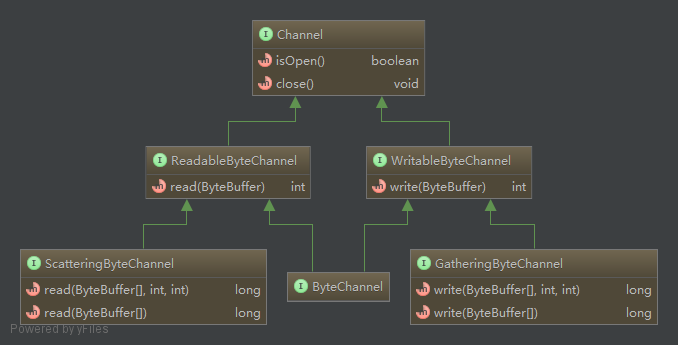 I Channel
m isOpen() boolean
m close() void
I ReadableByteChannel
m read(ByteBuffer) int
I WritableByteChannel
m write(ByteBuffer) int
I ScatteringByteChannel
m read(ByteBuffer[], int, int) long
m read(ByteBuffer[]) long
I ByteChannel
I GatheringByteChannel
m write(ByteBuffer[], int, int) long
m write(ByteBuffer[]) long
Powered by yFiles